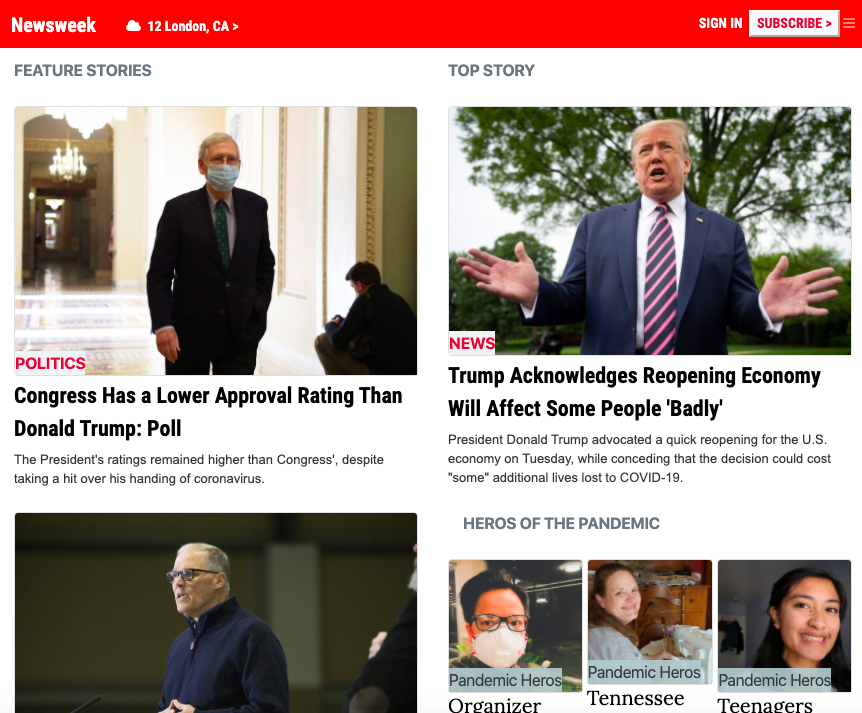 Newsweek
12 London, CA >
SIGN IN
SUBSCRIBE >
FEATURE STORIES
POLITICS
Congress Has a Lower Approval Rating Than
Donald Trump: Poll
The President's ratings remained higher than Congress', despite
taking a hit over his handing of coronavirus.
TOP STORY
NEWS
Trump Acknowledges Reopening Economy
Will Affect Some People 'Badly'
President Donald Trump advocated a quick reopening for the U.S.
economy on Tuesday, while conceding that the decision could cost
"some" additional lives lost to COVID-19.
HEROS OF THE PANDEMIC
Pandemic Heros
Organizer
Pandemic Heros
Tennessee
Pandemic Heros
Teenagers